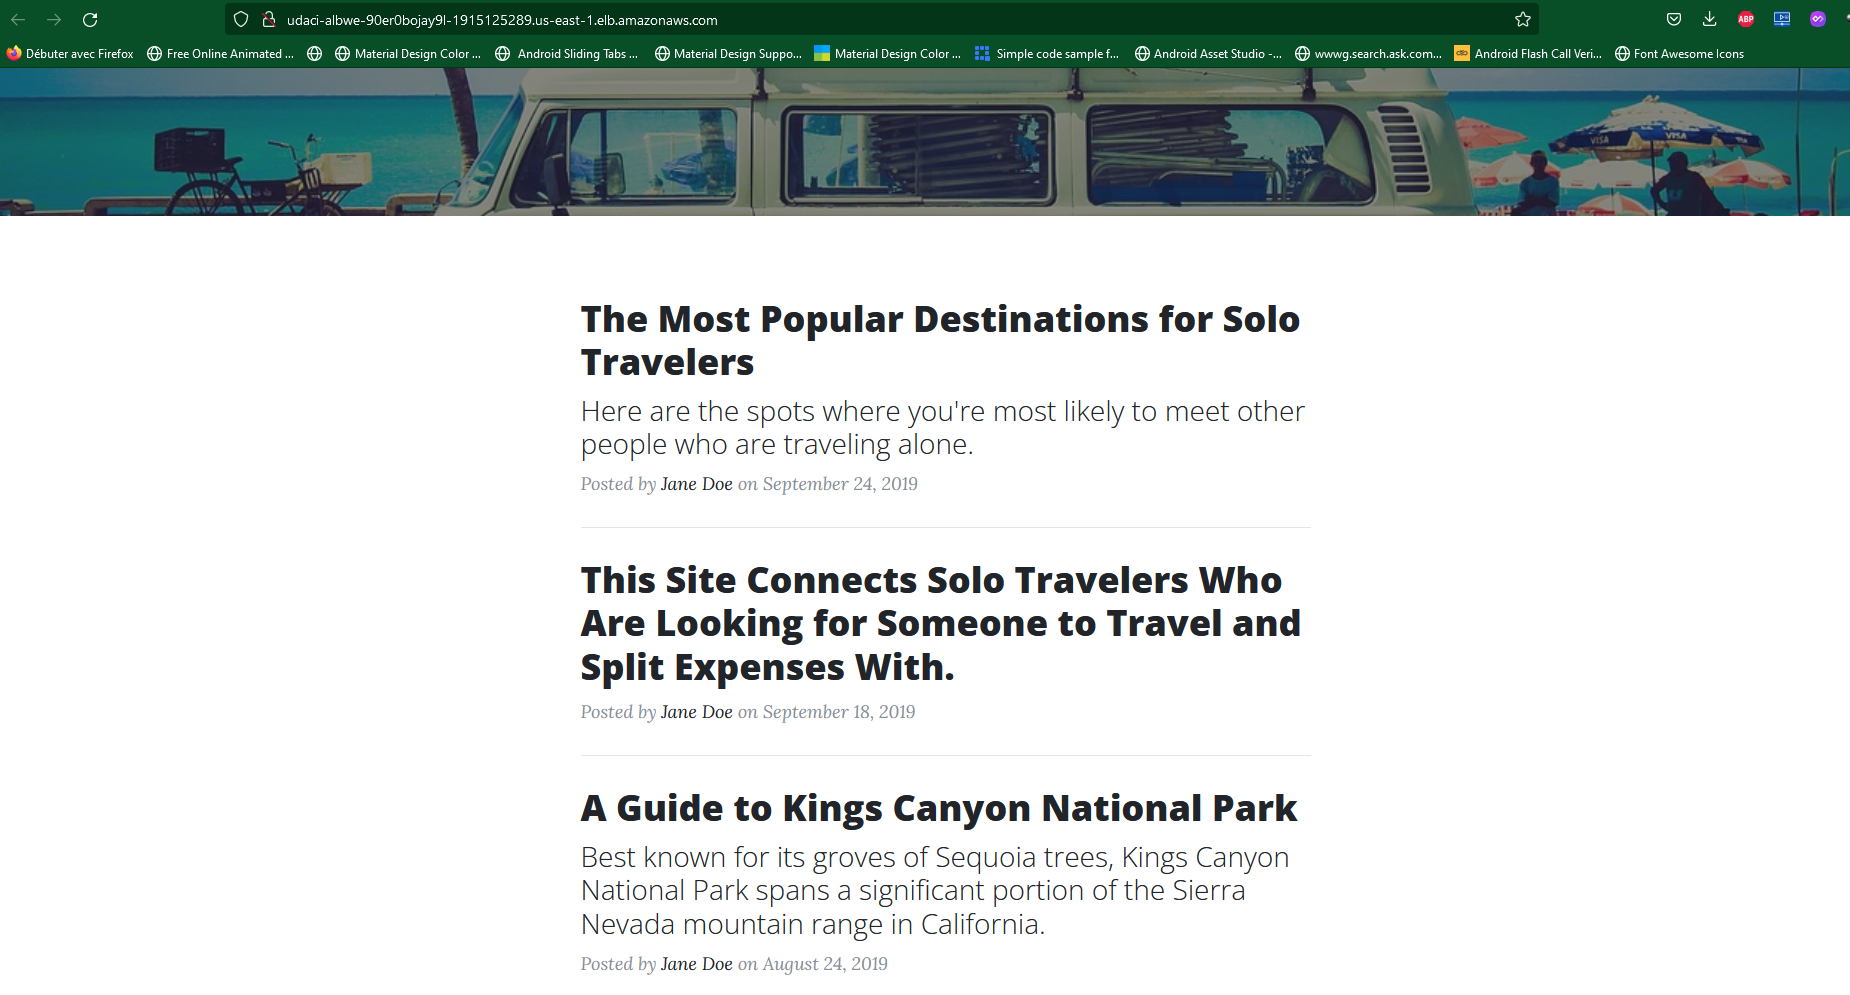 udaci-albwe-90er0bojay9l-1915125289.us-east-1.elb.amazonaws.com
ABP
Débuter avec Firefox
Free Online Animated ...
Material Design Color ...
Android Sliding Tabs ...
Material Design Suppo...
Material Design Color ...
Simple code sample f...
Android Asset Studio -...
wwwg.search.ask.com...
Android Flash Call Veri...
Font Awesome Icons
VISA
VISA
The Most Popular Destinations for Solo
Travelers
Here are the spots where you're most likely to meet other
people who are traveling alone.
Posted by Jane Doe on September 24, 2019
This Site Connects Solo Travelers Who
Are Looking for Someone to Travel and
Split Expenses With.
Posted by Jane Doe on September 18, 2019
A Guide to Kings Canyon National Park
Best known for its groves of Sequoia trees, Kings Canyon
National Park spans a significant portion of the Sierra
Nevada mountain range in California.
Posted by Jane Doe on August 24, 2019